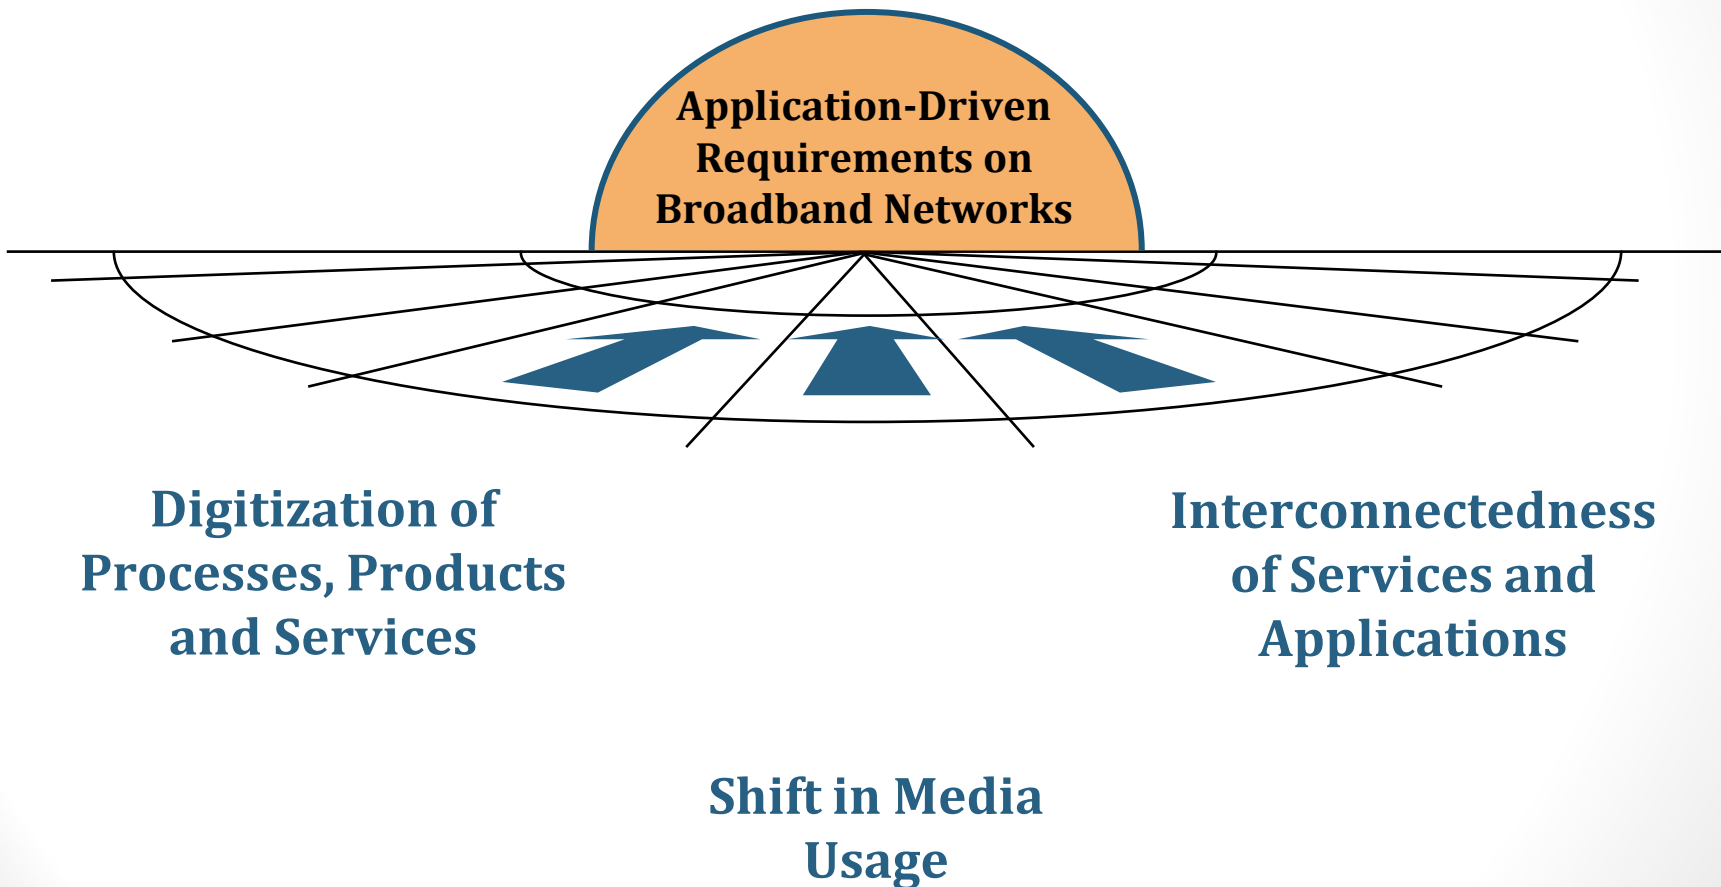 Application-Driven
Requirements on
Broadband Networks
Digitization of
Processes, Products
and Services
Interconnectedness
of Services and
Applications
Shift in Media
Usage